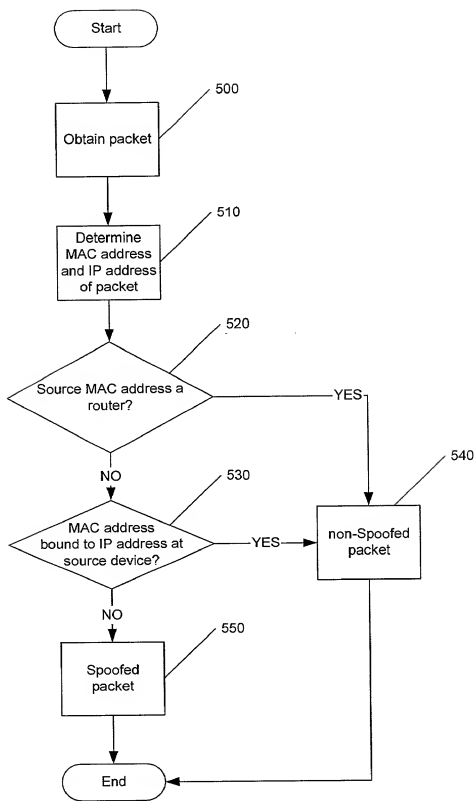 Start
500
Obtain packet
510
Determine
MAC address
and IP address
of packet
520
Source MAC address a
router?
YES
540
NO
530
MAC address
bound to IP address at
source device?
YES
non-Spoofed
packet
NO
550
Spoofed
packet
End